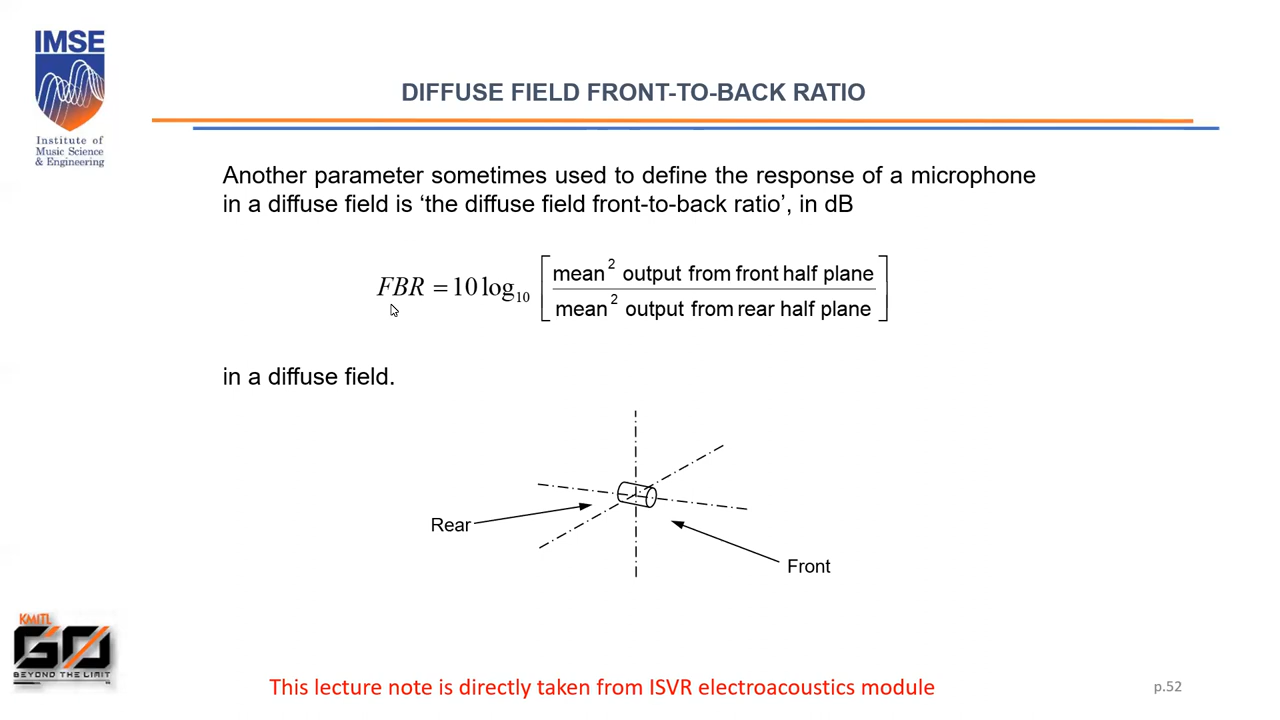 IMSE
Institute of
Music Science
& Engineering
DIFFUSE FIELD FRONT-TO-BACK RATIO
Another parameter sometimes used to define the response of a microphone
in a diffuse field is ‘the diffuse field front-to-back ratio’, in dB
FBR = 10 log₁₀ [ mean² output from front half plane
mean² output from rear half plane ]
in a diffuse field.
Rear
Front
KMITL
GO
BEYOND THE LIMIT
This lecture note is directly taken from ISVR electroacoustics module
p.52